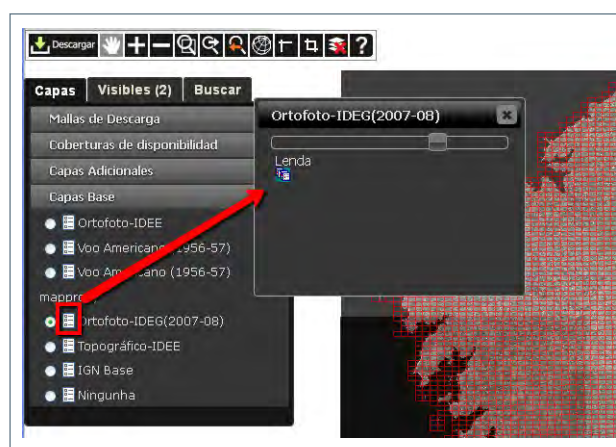 Descargar
?
Capas Visibles (2) Buscar
Mallas de Descarga
Coberturas de disponibilidad
Capas Adicionales
Capas Base
Ortofoto-IDEE
Voo Americano (1956-57)
Voo Americano (1956-57)
Ortofoto-IDEG(2007-08)
Topográfico-IDEE
IGN Base
Ningunha
Ortofoto-IDEG(2007-08)
Lenda